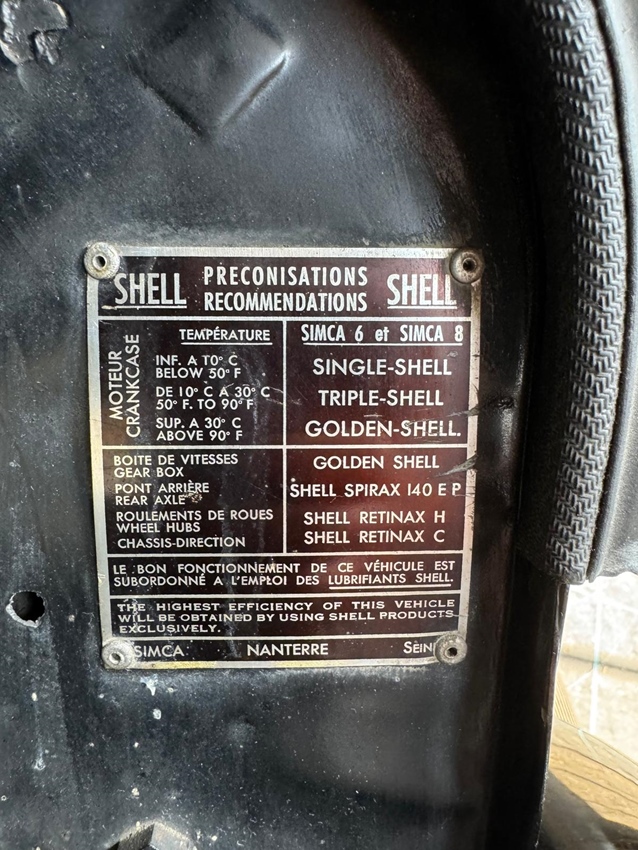 SHELL PRECONISATIONS SHELL
RECOMMENDATIONS
TEMPÉRATURE SIMCA 6 et SIMCA 8
MOTEUR
CRANKCASE
INF. A 10° C SINGLE-SHELL
BELOW 50° F
DE 10° C A 30° C TRIPLE-SHELL
50° F. TO 90° F
SUP. A 30° C GOLDEN-SHELL.
ABOVE 90° F
BOITE DE VITESSES GOLDEN SHELL
GEAR BOX
PONT ARRIÈRE SHELL SPIRAX 140 E P
REAR AXLE
ROULEMENTS DE ROUES SHELL RETINAX H
WHEEL HUBS
CHASSIS-DIRECTION SHELL RETINAX C
LE BON FONCTIONNEMENT DE CE VÉHICULE EST
SUBORDONNÉ A L'EMPLOI DES LUBRIFIANTS SHELL.
THE HIGHEST EFFICIENCY OF THIS VEHICLE
WILL BE OBTAINED BY USING SHELL PRODUCTS
EXCLUSIVELY.
SIMCA NANTERRE SEIN